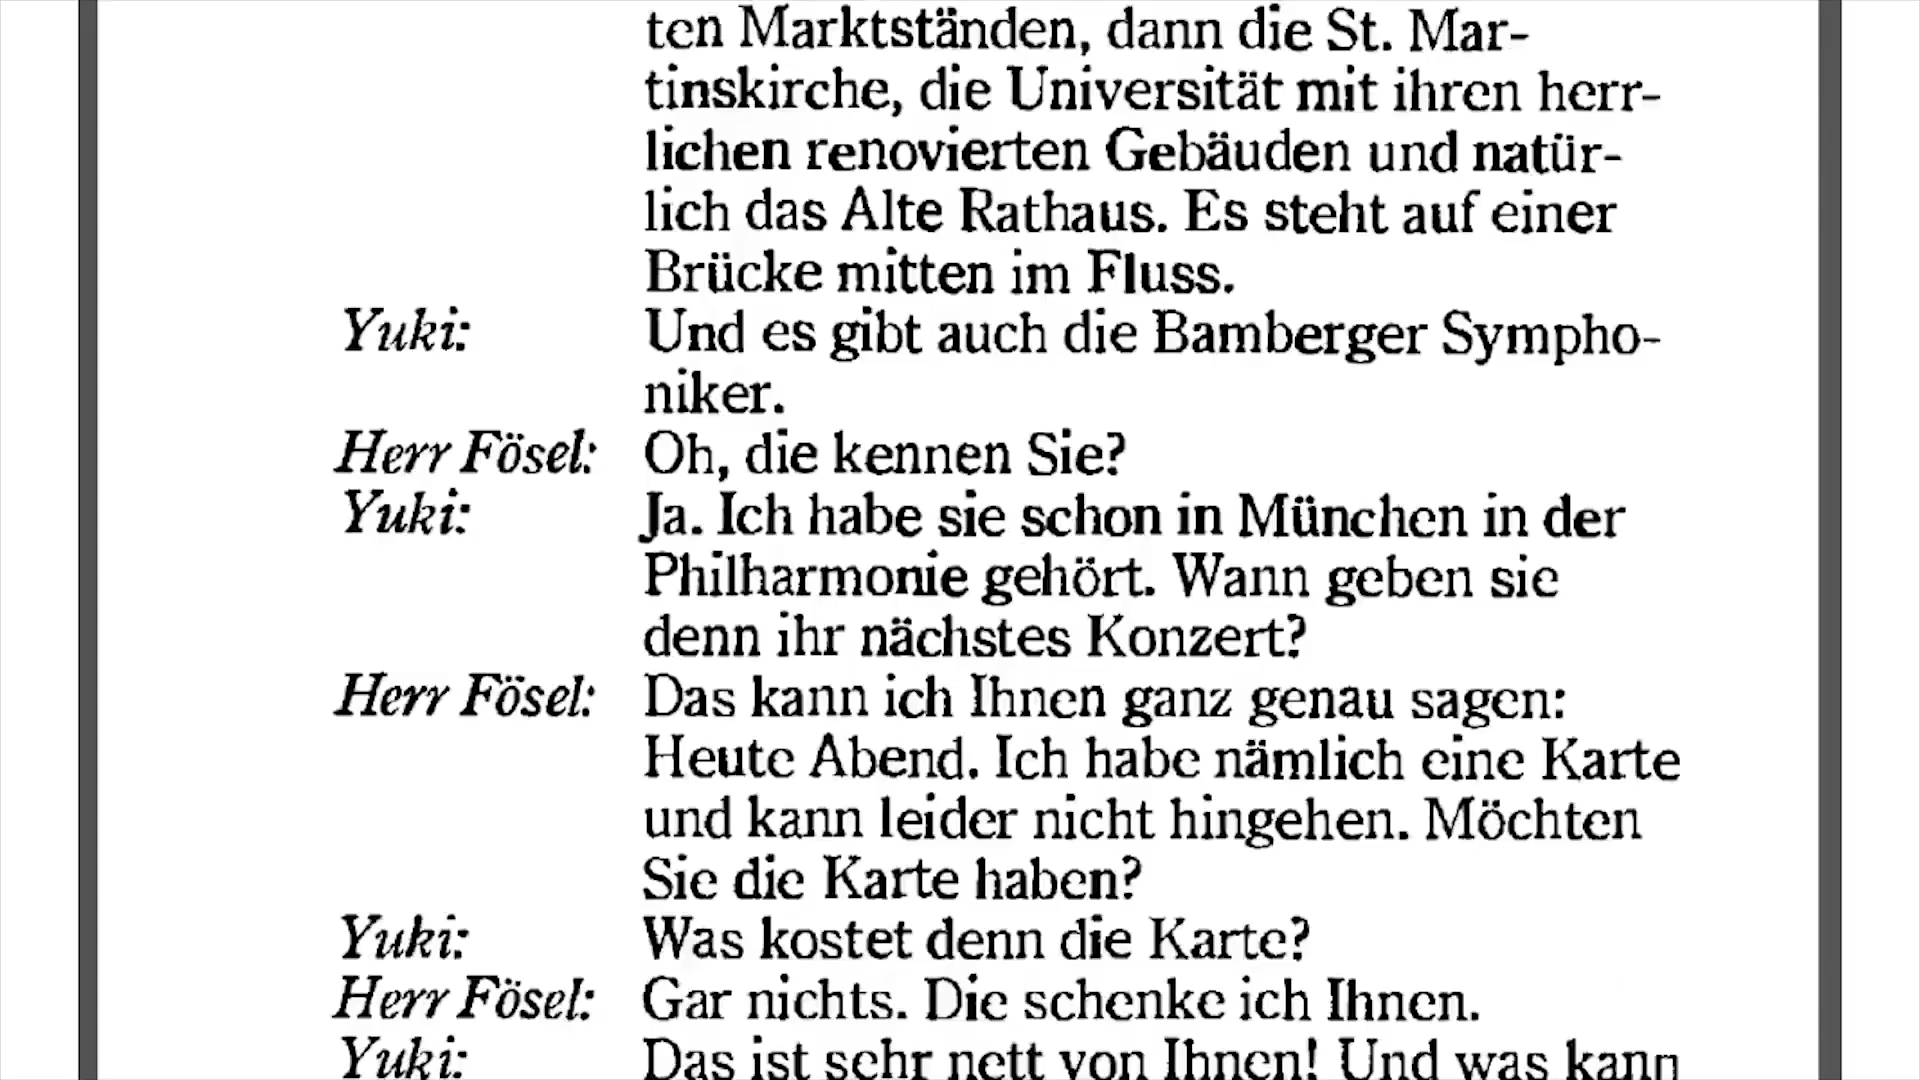 ten Marktständen, dann die St. Mar-
tinskirche, die Universität mit ihren herr-
lichen renovierten Gebäuden und natür-
lich das Alte Rathaus. Es steht auf einer
Brücke mitten im Fluss.
Yuki: Und es gibt auch die Bamberger Sympho-
niker.
Herr Fösel: Oh, die kennen Sie?
Yuki: Ja. Ich habe sie schon in München in der
Philharmonie gehört. Wann geben sie
denn ihr nächstes Konzert?
Herr Fösel: Das kann ich Ihnen ganz genau sagen:
Heute Abend. Ich habe nämlich eine Karte
und kann leider nicht hingehen. Möchten
Sie die Karte haben?
Yuki: Was kostet denn die Karte?
Herr Fösel: Gar nichts. Die schenke ich Ihnen.
Yuki: Das ist sehr nett von Ihnen! Und was kann